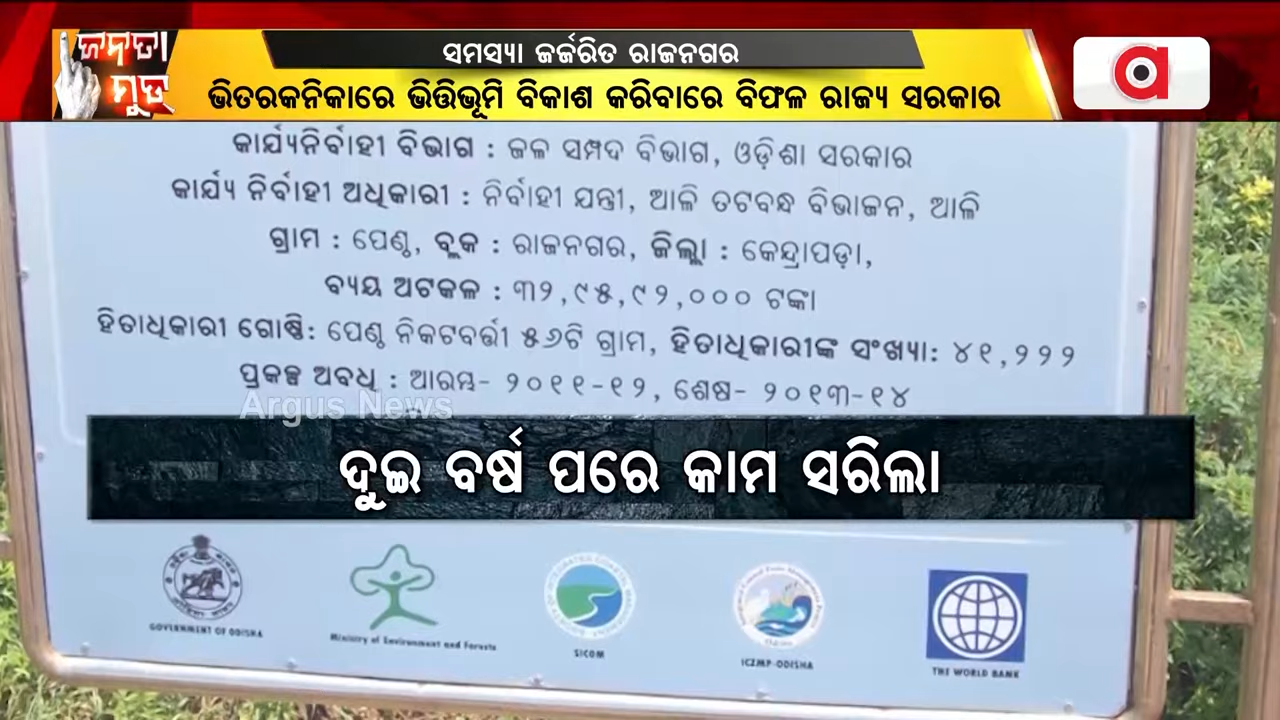 ଜନତା ମୁଡ୍
ସମସ୍ୟା ଜର୍ଜରିତ ରାଜନଗର
ଭିତରକନିକାରେ ଭିତ୍ତିଭୂମି ବିକାଶ କରିବାରେ ବିଫଳ ରାଜ୍ୟ ସରକାର
କାର୍ଯ୍ୟନିର୍ବାହୀ ବିଭାଗ : ଜଳ ସମ୍ପଦ ବିଭାଗ, ଓଡ଼ିଶା ସରକାର
କାର୍ଯ୍ୟ ନିର୍ବାହୀ ଅଧିକାରୀ : ନିର୍ବାହୀ ଯନ୍ତ୍ରୀ, ଆଳି ତଟବନ୍ଧ ବିଭାଜନ, ଆଳି
ଗ୍ରାମ : ପେଣ୍ଠ, ବ୍ଲକ : ରାଜନଗର, ଜିଲ୍ଲା : କେନ୍ଦ୍ରାପଡ଼ା,
ବ୍ୟୟ ଅଟକଳ : ୩୨,୯୫,୯୨,୦୦୦ ଟଙ୍କା
ହିତାଧିକାରୀ ଗୋଷ୍ଠି: ପେଣ୍ଠ ନିକଟବର୍ତ୍ତୀ ୫୬ଟି ଗ୍ରାମ, ହିତାଧିକାରୀଙ୍କ ସଂଖ୍ୟା: ୪୧,୨୨୨
ପ୍ରକଳ୍ପ ଅବଧି : ଆରମ୍ଭ- ୨୦୧୧-୧୨, ଶେଷ- ୨୦୧୩-୧୪
Argus News
ଦୁଇ ବର୍ଷ ପରେ କାମ ସରିଲା
GOVERNMENT OF ODISHA
Ministry of Environment and Forests
SICOM
ICZMP-ODISHA
THE WORLD BANK